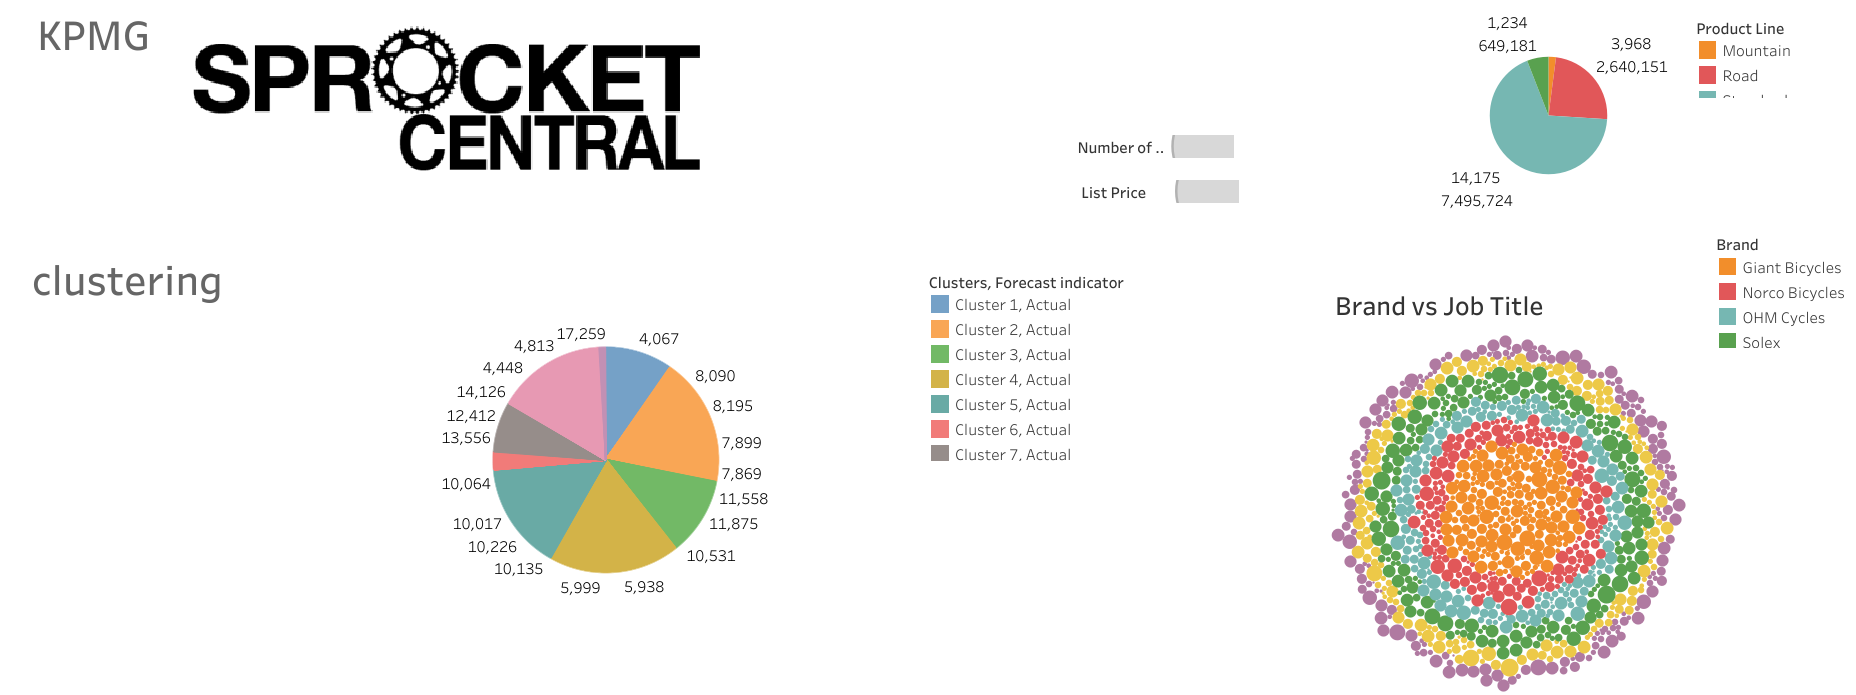 KPMG
SPROCKET
CENTRAL
Number of ..
List Price
1,234
649,181
3,968
2,640,151
14,175
7,495,724
Product Line
Mountain
Road
clustering
17,259
4,067
4,813
4,448
8,090
14,126
8,195
12,412
13,556
7,899
7,869
10,064
11,558
10,017
11,875
10,226
10,531
10,135
5,999
5,938
Clusters, Forecast indicator
Cluster 1, Actual
Cluster 2, Actual
Cluster 3, Actual
Cluster 4, Actual
Cluster 5, Actual
Cluster 6, Actual
Cluster 7, Actual
Brand vs Job Title
Brand
Giant Bicycles
Norco Bicycles
OHM Cycles
Solex